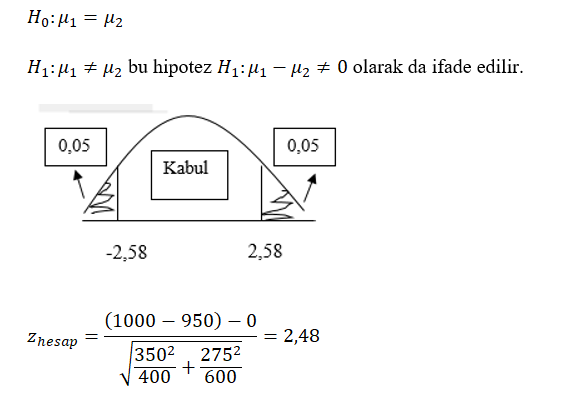 H₀: μ₁ = μ₂
H₁: μ₁ ≠ μ₂ bu hipotez H₁: μ₁ − μ₂ ≠ 0 olarak da ifade edilir.
0,05 0,05
Kabul
-2,58 2,58
z_hesap = ((1000 − 950) − 0) / √(350²/400 + 275²/600) = 2,48